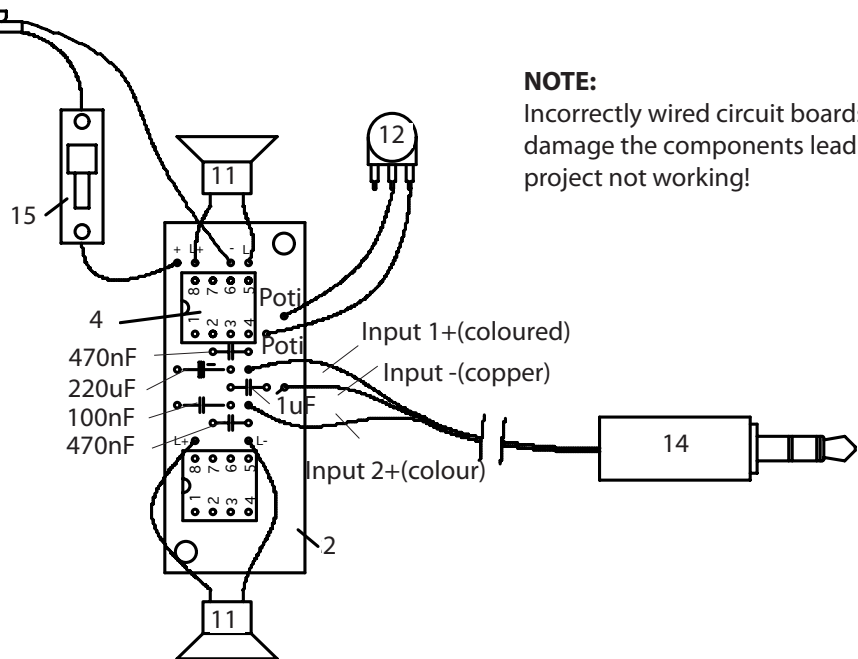 NOTE:
Incorrectly wired circuit board
damage the components lead
project not working!
12
11
15
+ L+ - L
8 7 6 5
4
1 2 3 4
Poti
Poti
Input 1+(coloured)
470nF
Input -(copper)
220uF
1uF
100nF
470nF
L+ L-
14
Input 2+(colour)
8 7 6 5
1 2 3 4
2
11